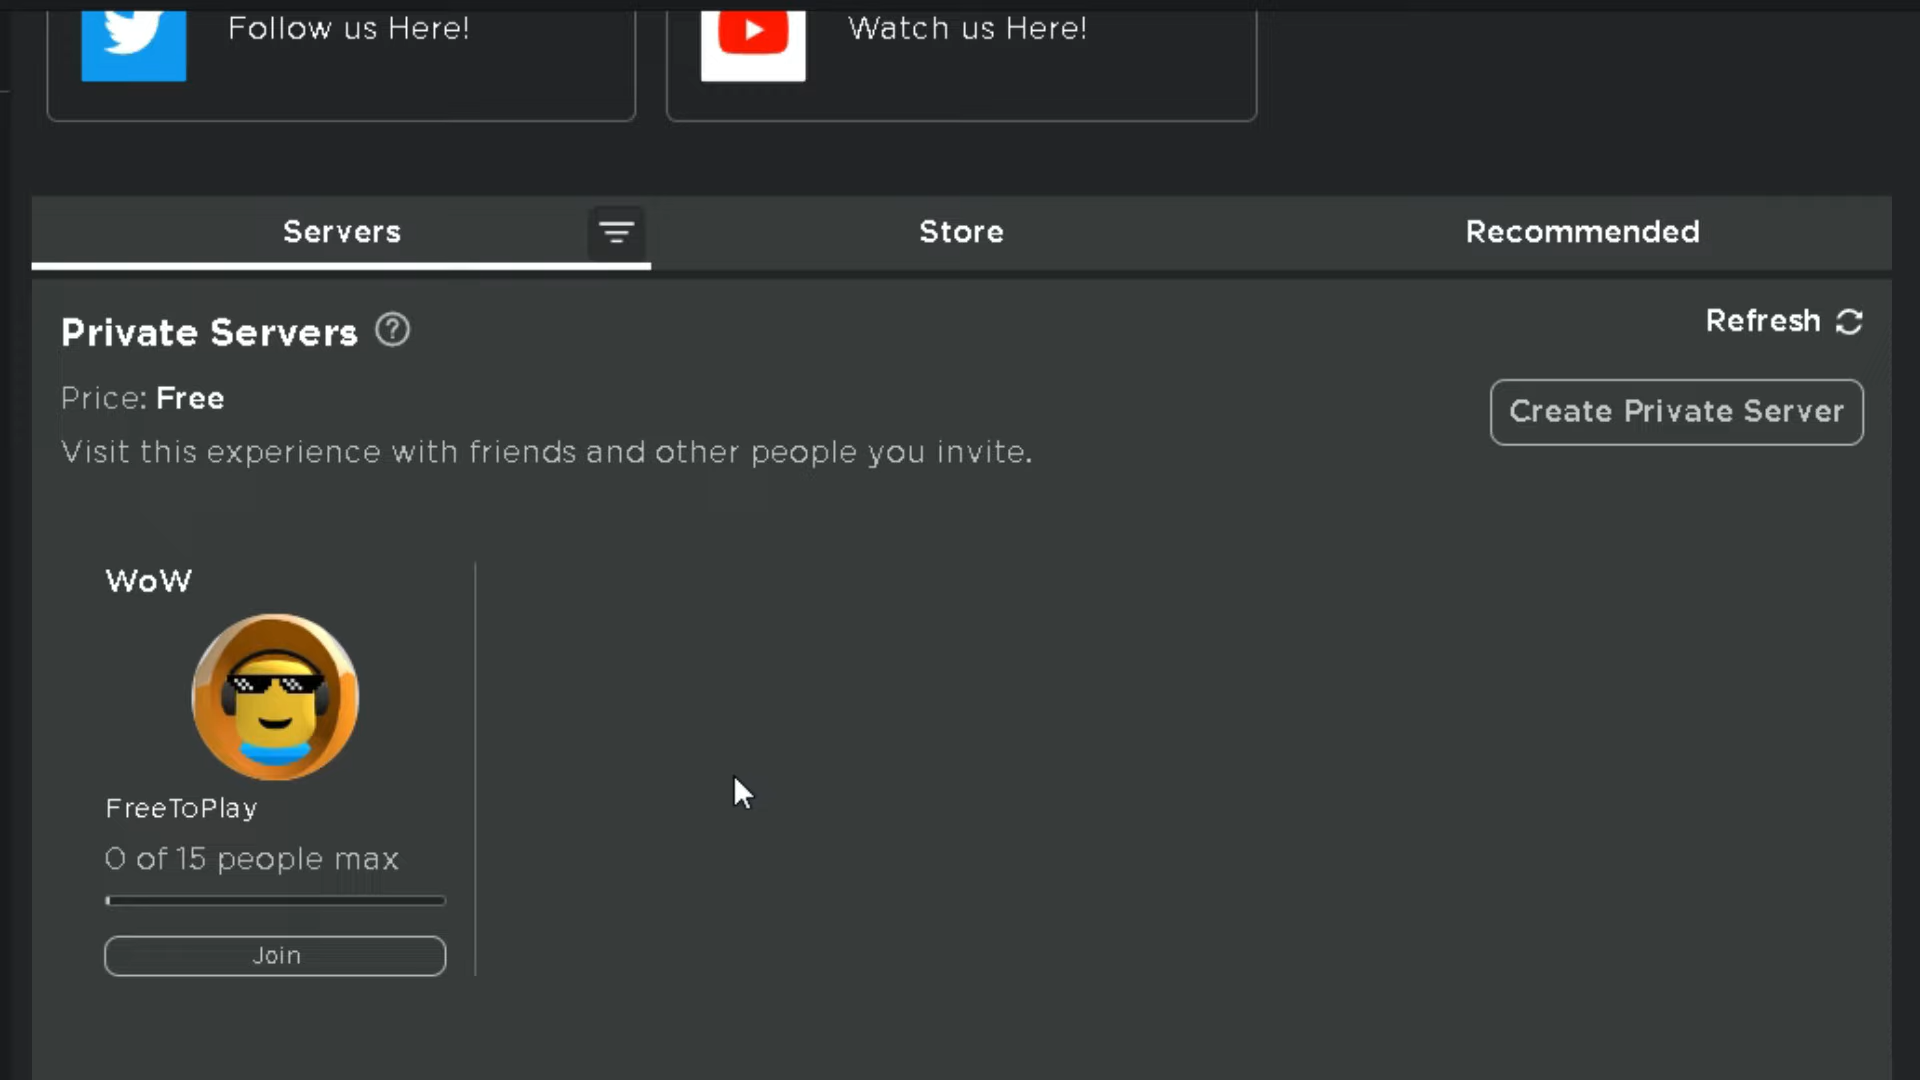 Follow us Here!
Watch us Here!
Servers
Store
Recommended
Private Servers ?
Refresh
Price: Free
Create Private Server
Visit this experience with friends and other people you invite.
WoW
FreeToPlay
0 of 15 people max
Join